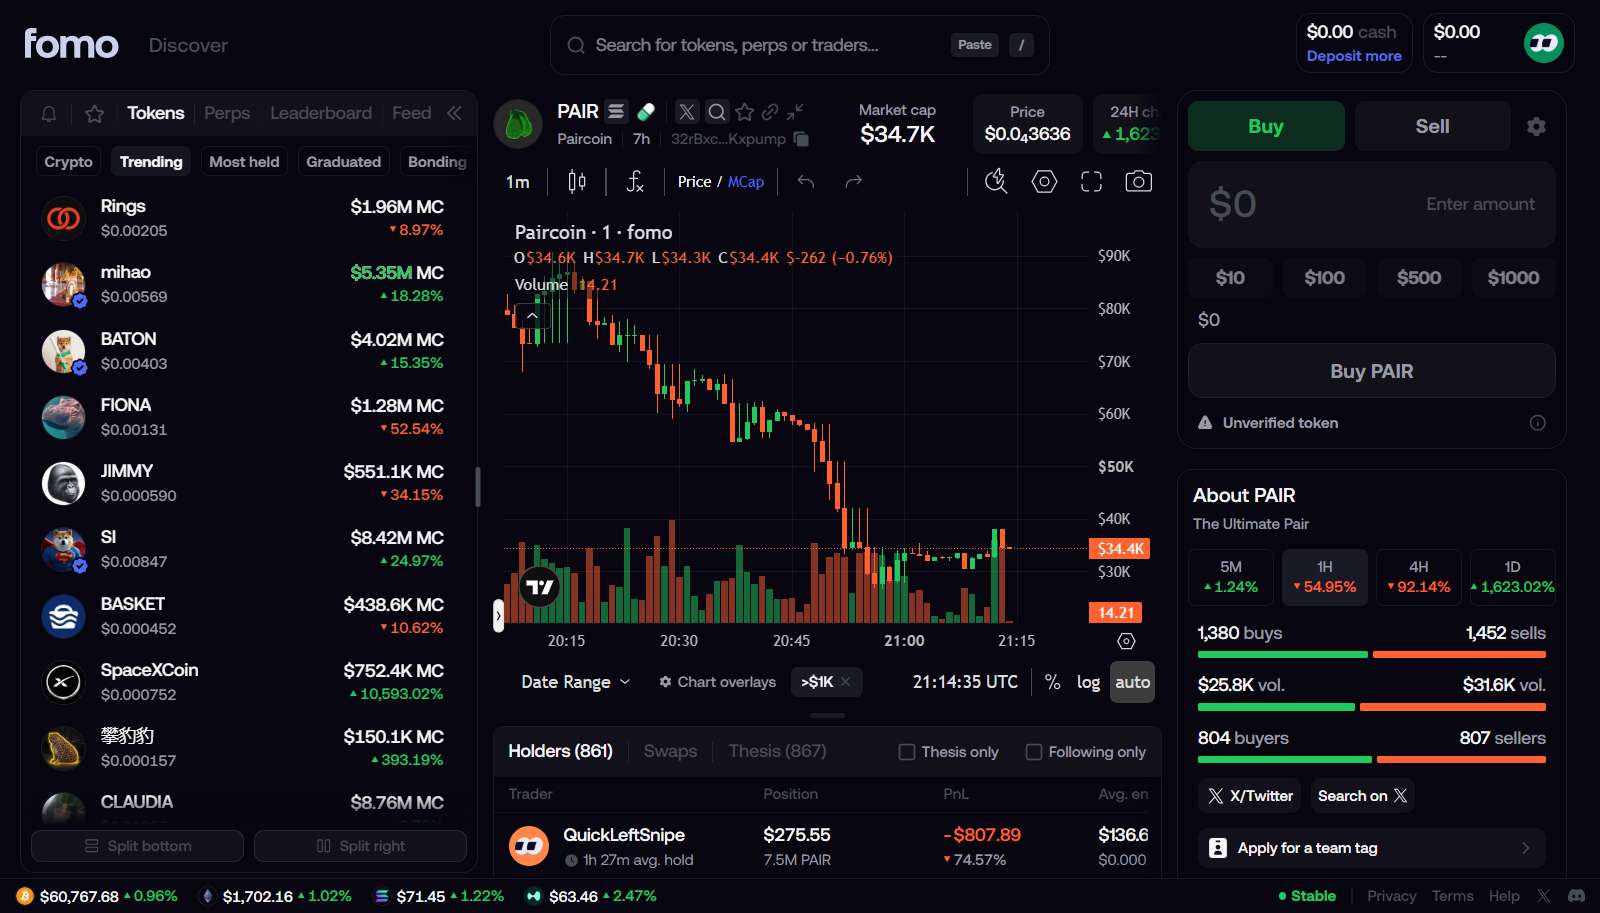 fomo
Discover
Search for tokens, perps or traders...
Paste
/
$0.00 cash
Deposit more
$0.00
--
Tokens
Perps
Leaderboard
Feed
Crypto
Trending
Most held
Graduated
Bonding
Rings
$0.00205
$1.96M MC
8.97%
mihao
$0.00569
$5.35M MC
18.28%
BATON
$0.00403
$4.02M MC
15.35%
FIONA
$0.00131
$1.28M MC
52.54%
JIMMY
$0.000590
$551.1K MC
34.15%
SI
$0.00847
$8.42M MC
24.97%
BASKET
$0.000452
$438.6K MC
10.62%
SpaceXCoin
$0.000752
$752.4K MC
10,593.02%
攀豹豹
$0.000157
$150.1K MC
393.19%
CLAUDIA
$8.76M MC
Split bottom
Split right
PAIR
Paircoin
7h
32rBxc...Kxpump
Market cap
$34.7K
Price
$0.0₄3636
24H ch
1,623
1m
Price / MCap
Paircoin · 1 · fomo
O$34.6K H$34.7K L$34.3K C$34.4K $-262 (−0.76%)
Volume 14.21
$90K
$80K
$70K
$60K
$50K
$40K
$34.4K
$30K
14.21
20:15
20:30
20:45
21:00
21:15
Date Range
Chart overlays
>$1K
21:14:35 UTC
%
log
auto
Holders (861)
Swaps
Thesis (867)
Thesis only
Following only
Trader
Position
PnL
Avg. en
QuickLeftSnipe
1h 27m avg. hold
$275.55
7.5M PAIR
-$807.89
74.57%
$136.6
$0.000
Buy
Sell
$0
Enter amount
$10
$100
$500
$1000
$0
Buy PAIR
Unverified token
About PAIR
The Ultimate Pair
5M
1.24%
1H
54.95%
4H
92.14%
1D
1,623.02%
1,380 buys
1,452 sells
$25.8K vol.
$31.6K vol.
804 buyers
807 sellers
X/Twitter
Search on X
Apply for a team tag
$60,767.68 0.96%
$1,702.16 1.02%
$71.45 1.22%
$63.46 2.47%
Stable
Privacy
Terms
Help